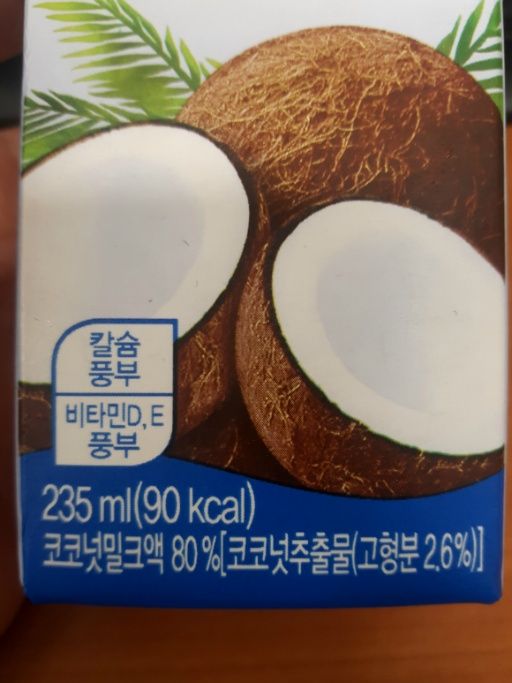 칼슘
풍부
비타민D, E
풍부
235 ml(90 kcal)
코코넛밀크액 80 %[코코넛추출물(고형분 2.6%)]